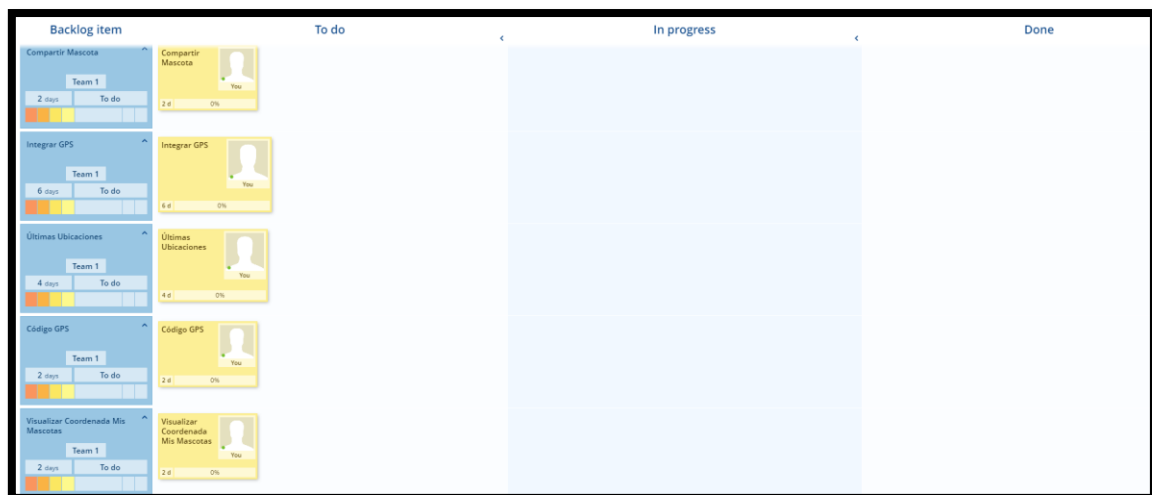 Backlog item
To do
‹
In progress
‹
Done
Compartir Mascota
Team 1
2 days
To do
Compartir
Mascota
You
2 d
0%
Integrar GPS
Team 1
6 days
To do
Integrar GPS
You
6 d
0%
Últimas Ubicaciones
Team 1
4 days
To do
Últimas
Ubicaciones
You
4 d
0%
Código GPS
Team 1
2 days
To do
Código GPS
You
2 d
0%
Visualizar Coordenada Mis
Mascotas
Team 1
2 days
To do
Visualizar
Coordenada
Mis Mascotas
You
2 d
0%